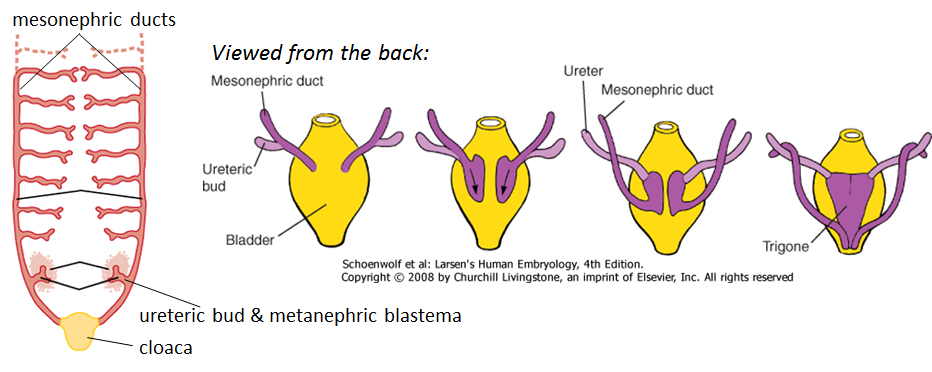 mesonephric ducts
Viewed from the back:
Mesonephric duct
Ureteric
bud
Bladder
Ureter
Mesonephric duct
Trigone
Schoenwolf et al: Larsen's Human Embryology, 4th Edition.
Copyright © 2008 by Churchill Livingstone, an imprint of Elsevier, Inc. All rights reserved
ureteric bud & metanephric blastema
cloaca